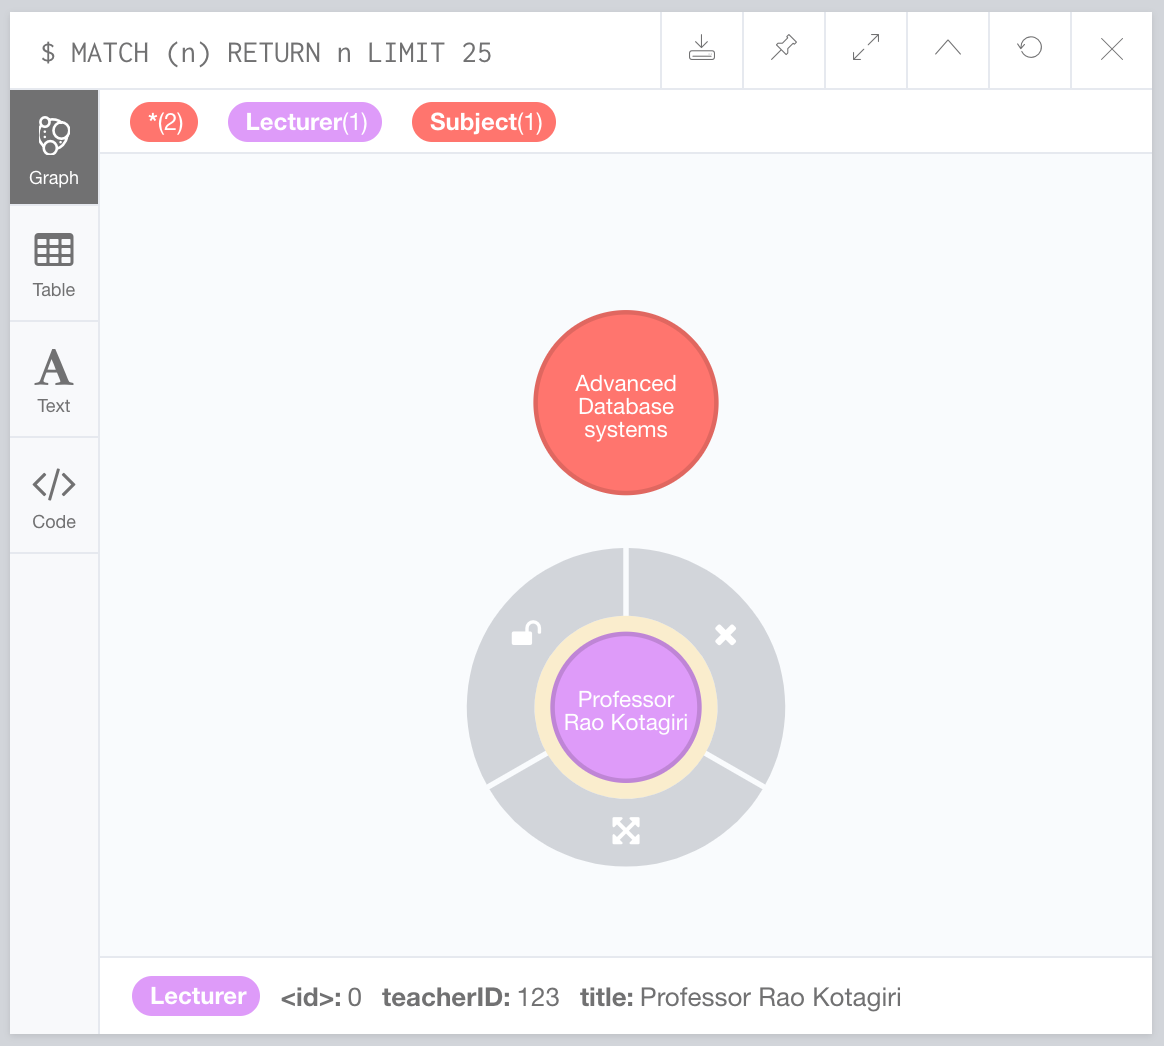 $ MATCH (n) RETURN n LIMIT 25
*(2) Lecturer(1) Subject(1)
Graph
Table
Text
Code
Advanced
Database
systems
Professor
Rao Kotagiri
Lecturer <id>: 0 teacherID: 123 title: Professor Rao Kotagiri